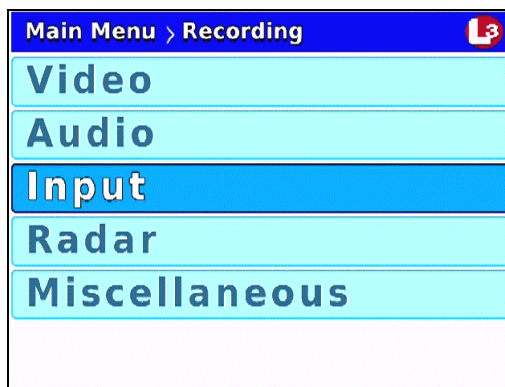 Main Menu > Recording L3
Video
Audio
Input
Radar
Miscellaneous